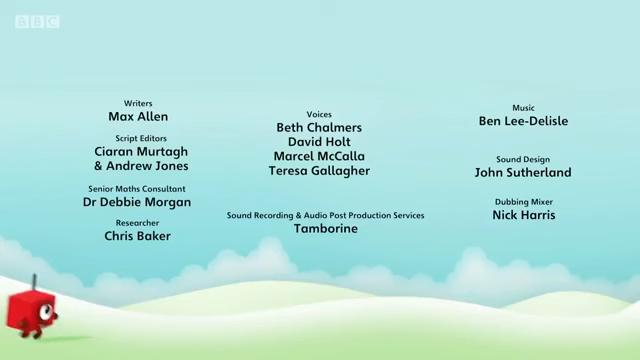 BBC
Writers
Max Allen
Script Editors
Ciaran Murtagh
& Andrew Jones
Senior Maths Consultant
Dr Debbie Morgan
Researcher
Chris Baker
Voices
Beth Chalmers
David Holt
Marcel McCalla
Teresa Gallagher
Sound Recording & Audio Post Production Services
Tamborine
Music
Ben Lee-Delisle
Sound Design
John Sutherland
Dubbing Mixer
Nick Harris